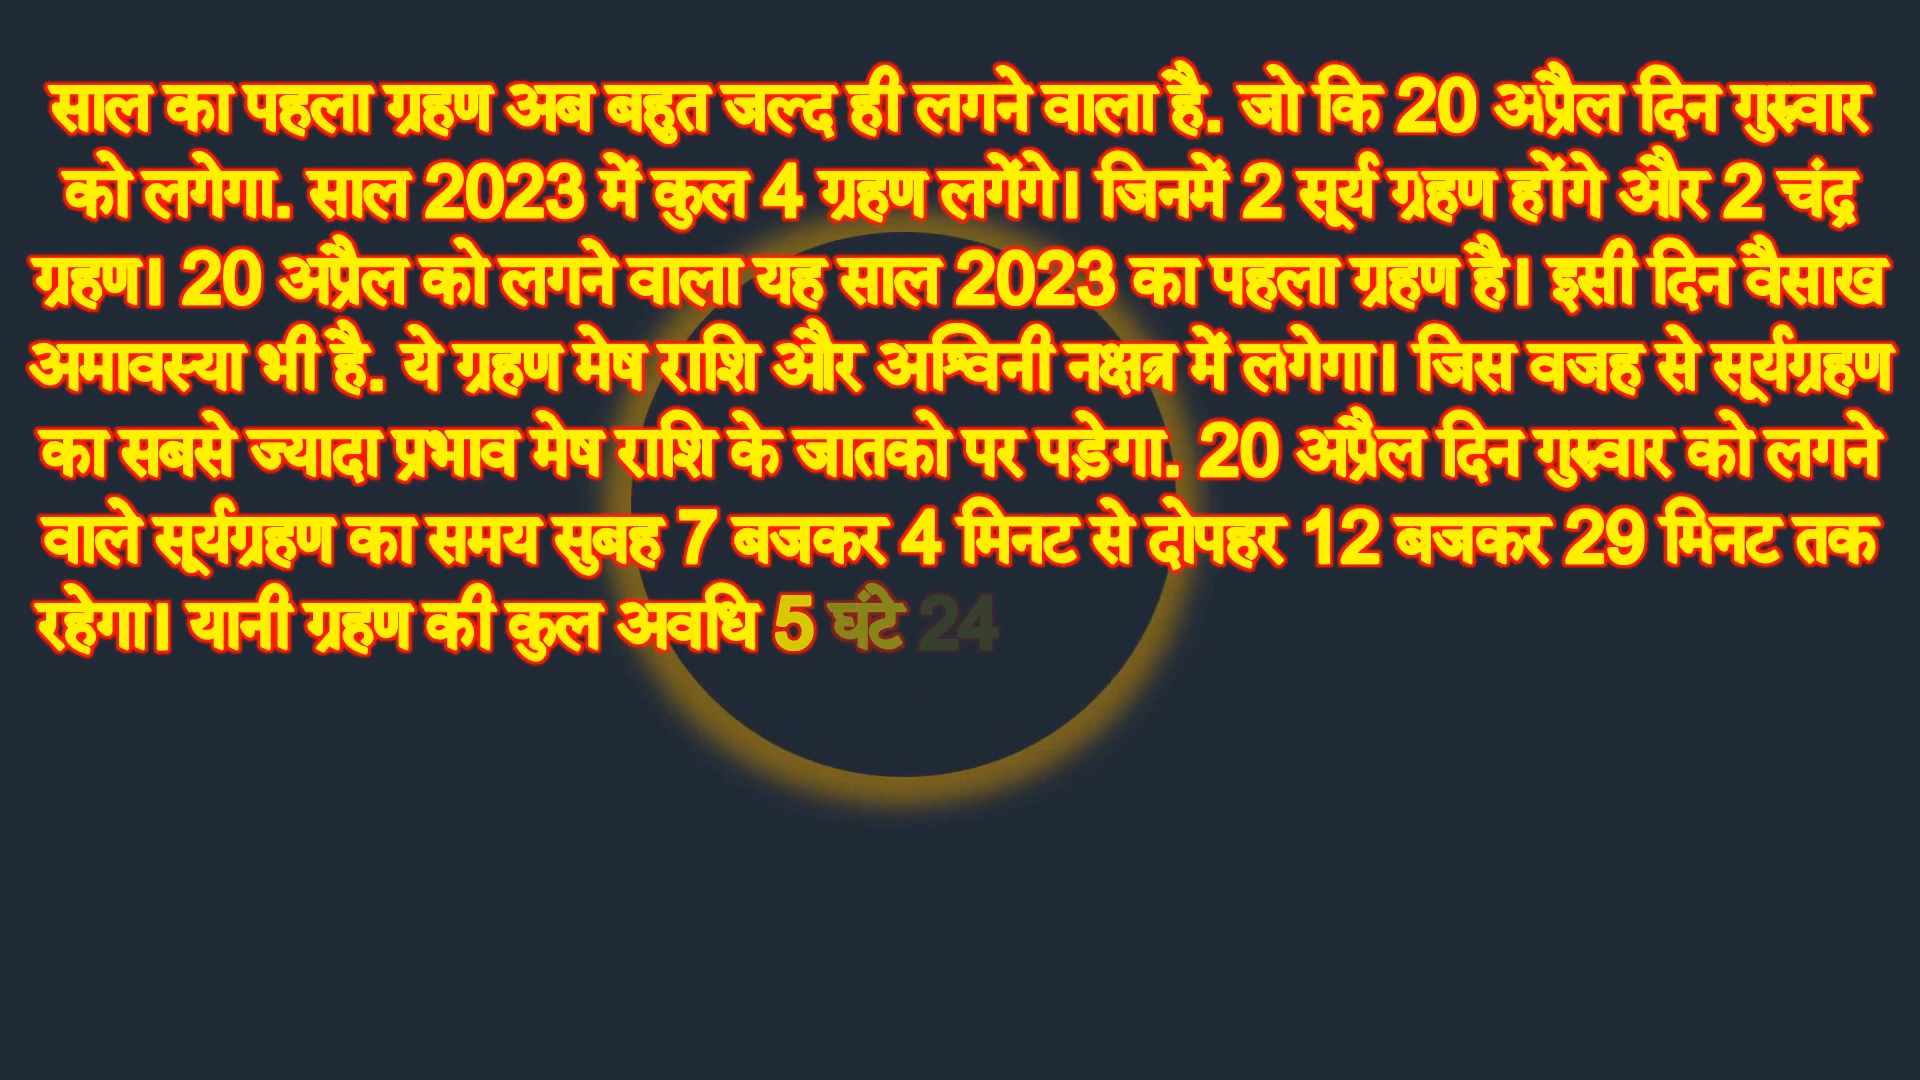 साल का पहला ग्रहण अब बहुत जल्द ही लगने वाला है. जो कि 20 अप्रैल दिन गुरुवार
को लगेगा. साल 2023 में कुल 4 ग्रहण लगेंगे। जिनमें 2 सूर्य ग्रहण होंगे और 2 चंद्र
ग्रहण। 20 अप्रैल को लगने वाला यह साल 2023 का पहला ग्रहण है। इसी दिन वैसाख
अमावस्या भी है. ये ग्रहण मेष राशि और अश्विनी नक्षत्र में लगेगा। जिस वजह से सूर्यग्रहण
का सबसे ज्यादा प्रभाव मेष राशि के जातको पर पड़ेगा. 20 अप्रैल दिन गुरुवार को लगने
वाले सूर्यग्रहण का समय सुबह 7 बजकर 4 मिनट से दोपहर 12 बजकर 29 मिनट तक
रहेगा। यानी ग्रहण की कुल अवधि 5 घंटे 24